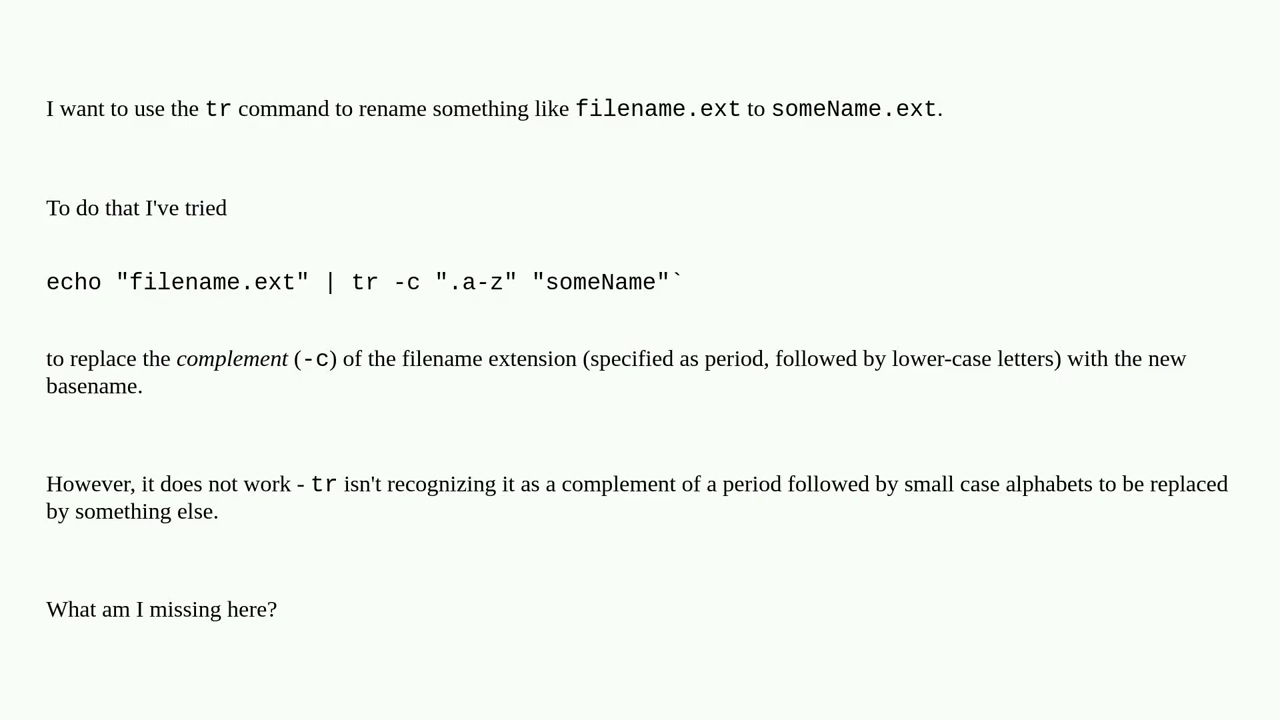 I want to use the tr command to rename something like filename.ext to someName.ext.
To do that I've tried
echo "filename.ext" | tr -c ".a-z" "someName"`
to replace the complement (-c) of the filename extension (specified as period, followed by lower-case letters) with the new
basename.
However, it does not work - tr isn't recognizing it as a complement of a period followed by small case alphabets to be replaced
by something else.
What am I missing here?